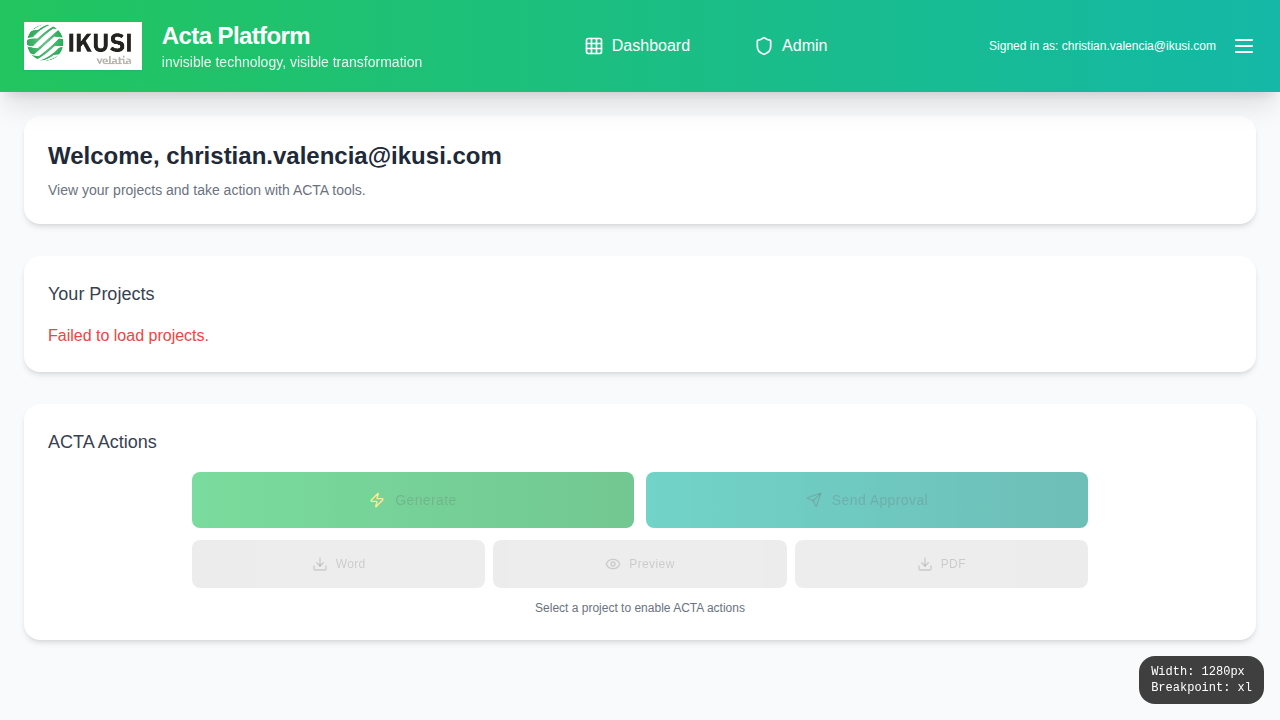 IKUSI
velatia
Acta Platform
invisible technology, visible transformation
Dashboard
Admin
Signed in as: christian.valencia@ikusi.com
Welcome, christian.valencia@ikusi.com
View your projects and take action with ACTA tools.
Your Projects
Failed to load projects.
ACTA Actions
Generate
Send Approval
Word
Preview
PDF
Select a project to enable ACTA actions
Width: 1280px
Breakpoint: xl